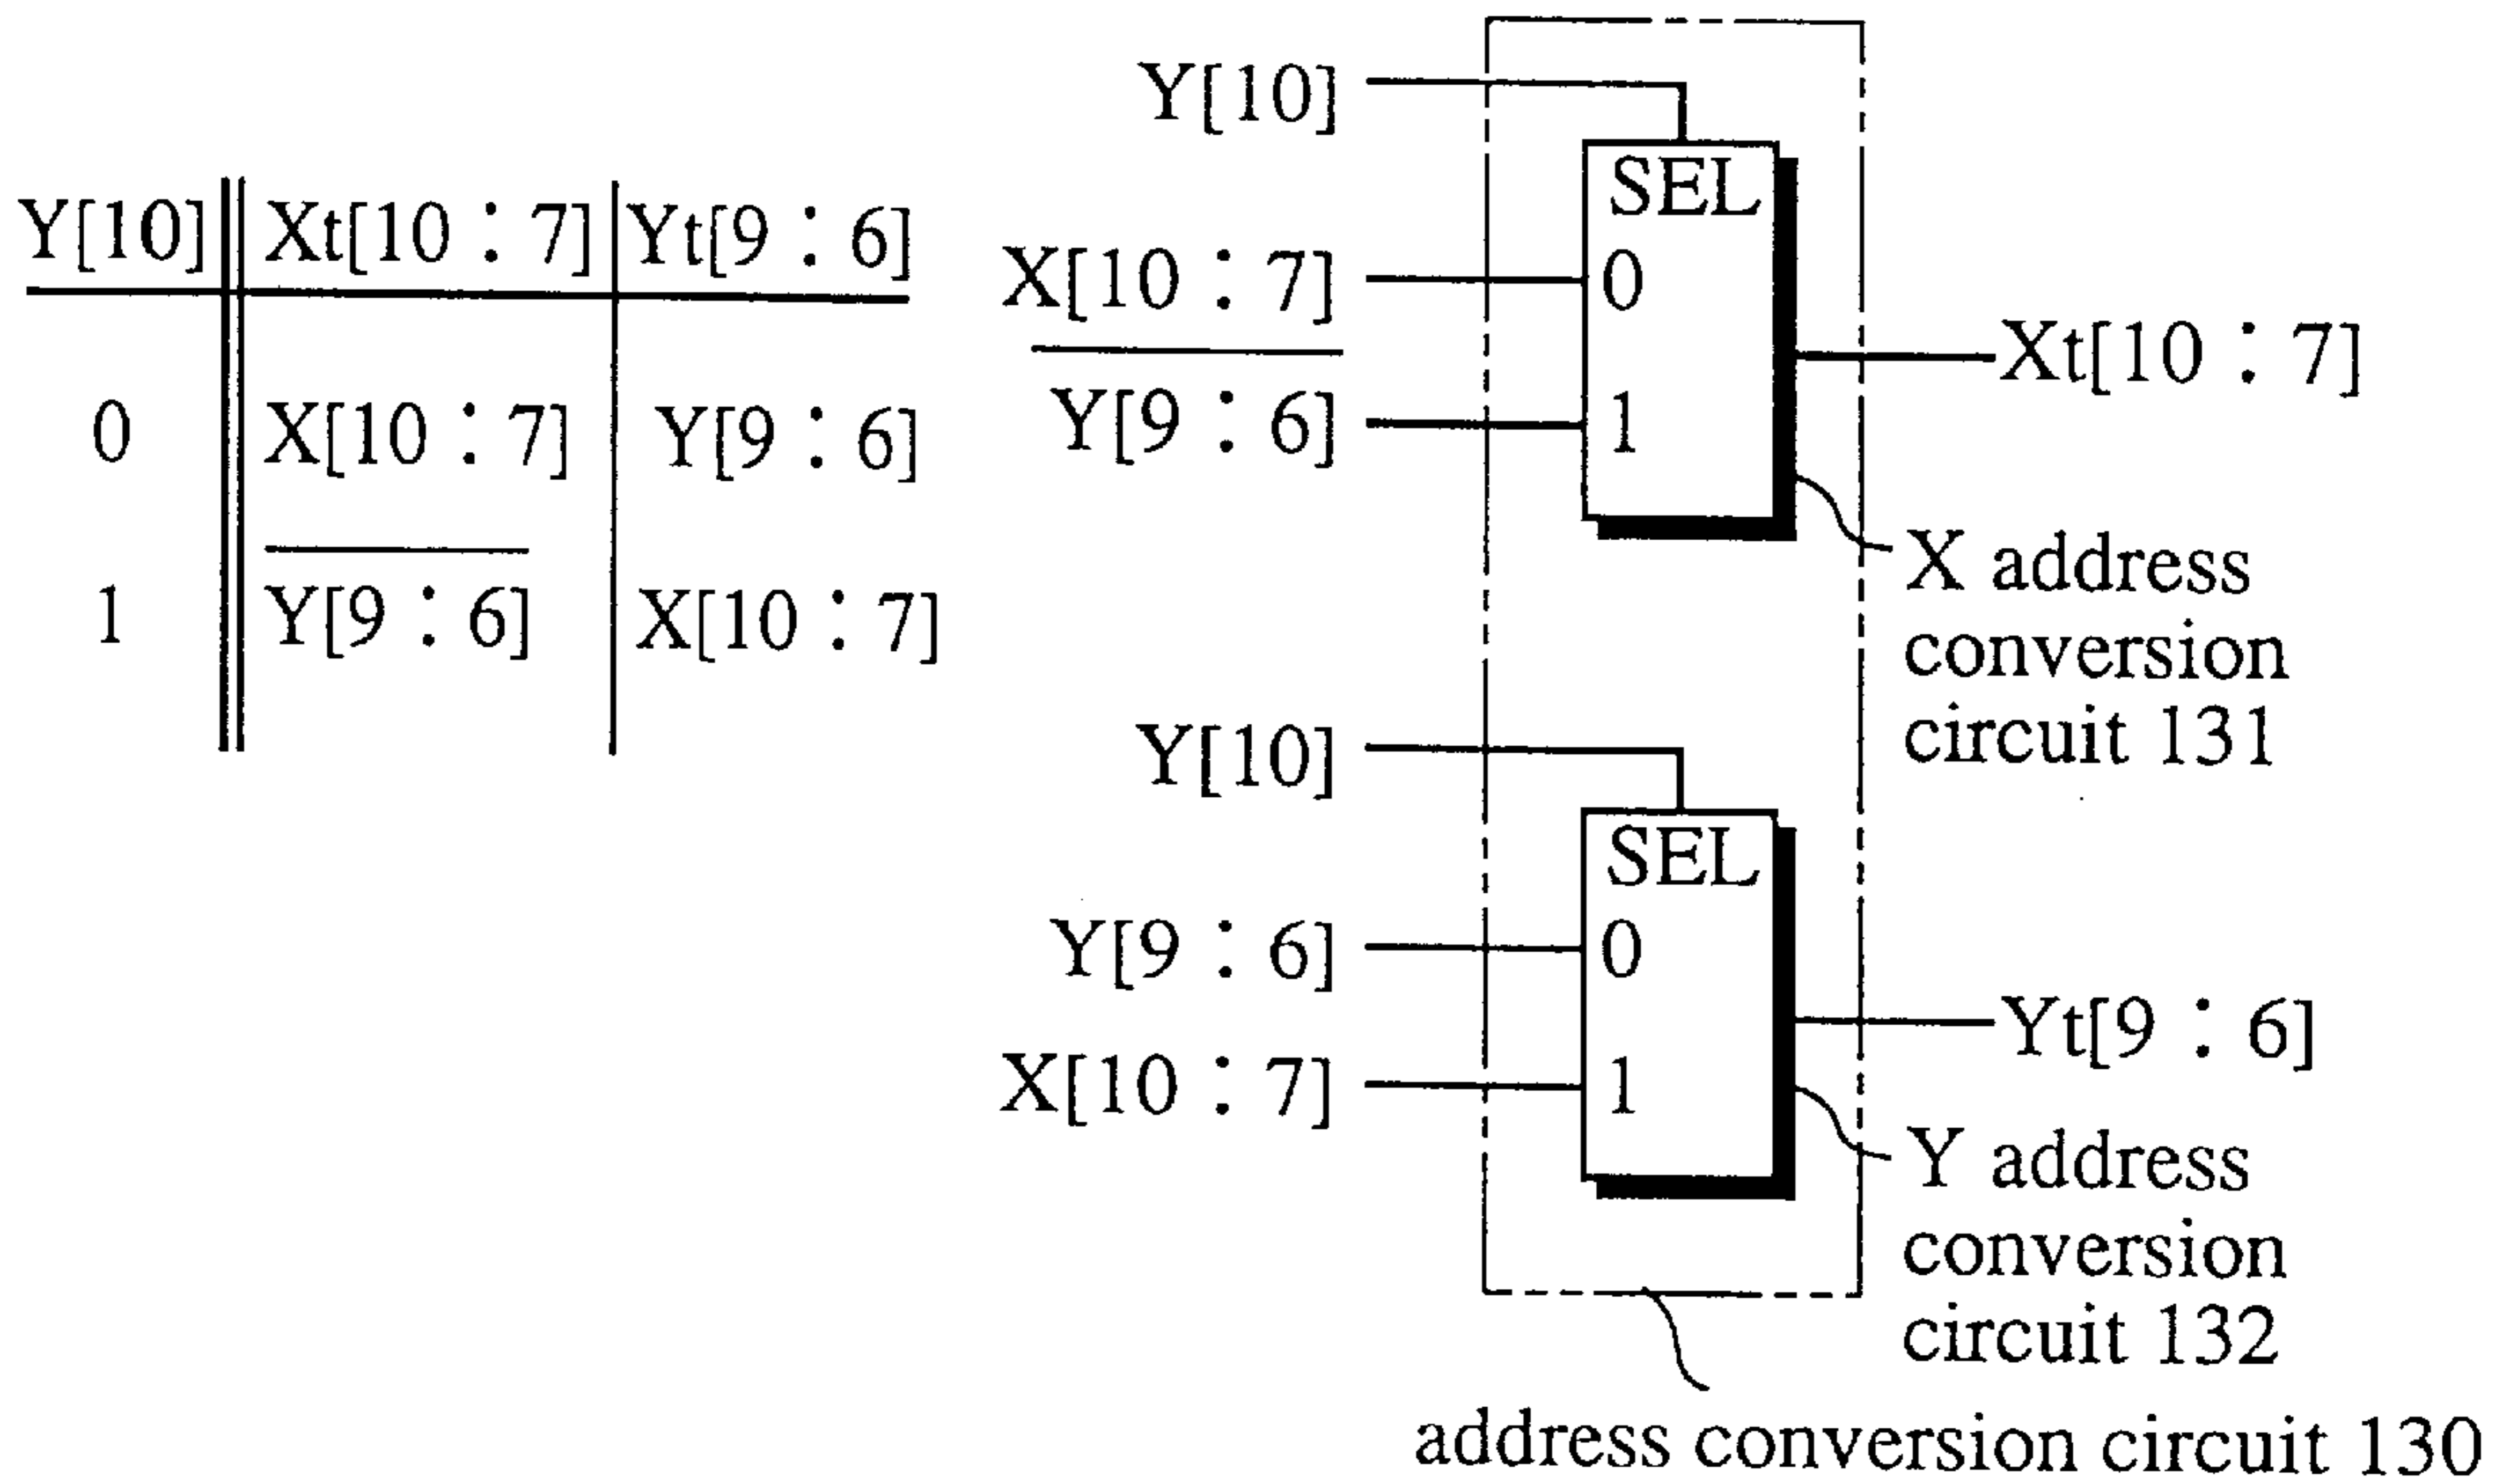 Y[10] Xt[10 : 7] Yt[9 : 6]
0 X[10 : 7] Y[9 : 6]
1 Y̅[̅9̅ ̅:̅ ̅6̅]̅ X[10 : 7]
Y[10]
SEL
X[10 : 7] 0
Y̅[̅9̅ ̅:̅ ̅6̅]̅ 1
Xt[10 : 7]
X address
conversion
circuit 131
Y[10]
SEL
Y[9 : 6] 0
X[10 : 7] 1
Yt[9 : 6]
Y address
conversion
circuit 132
address conversion circuit 130